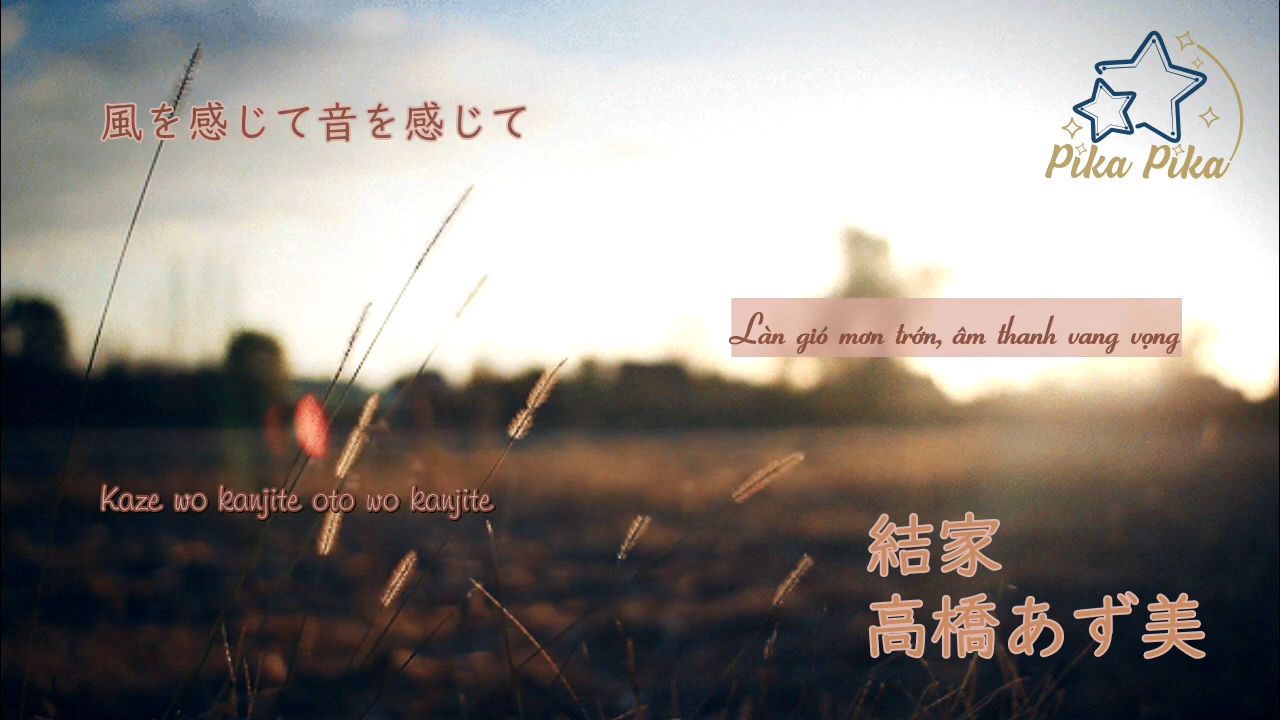 風を感じて音を感じて
Pika Pika
Làn gió mơn trớn, âm thanh vang vọng
Kaze wo kanjite oto wo kanjite
結家
高橋あず美